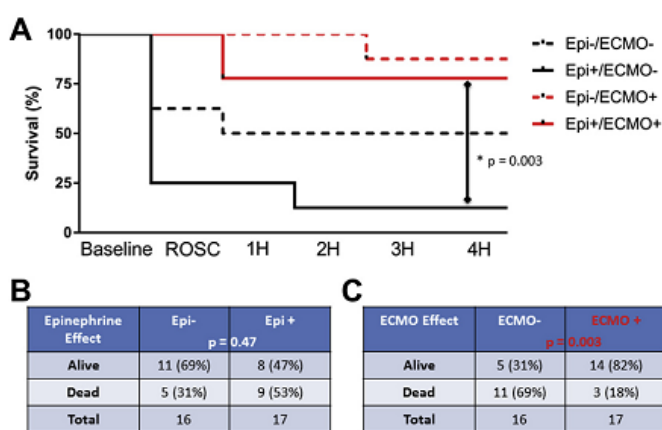 A
100
75
50
25
0
Survival (%)
Baseline ROSC 1H 2H 3H 4H
* p = 0.003
Epi-/ECMO-
Epi+/ECMO-
Epi-/ECMO+
Epi+/ECMO+
B
Epinephrine Effect Epi- Epi +
p = 0.47
Alive 11 (69%) 8 (47%)
Dead 5 (31%) 9 (53%)
Total 16 17
C
ECMO Effect ECMO- ECMO +
p = 0.003
Alive 5 (31%) 14 (82%)
Dead 11 (69%) 3 (18%)
Total 16 17